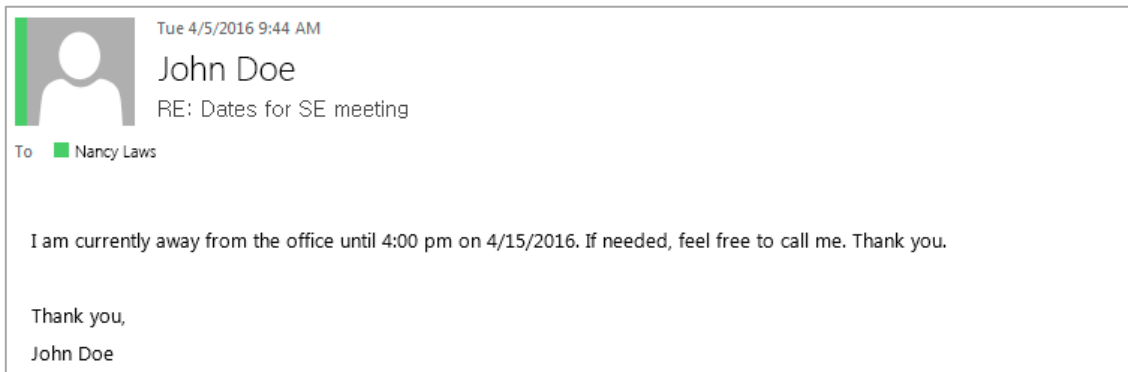 Tue 4/5/2016 9:44 AM
John Doe
RE: Dates for SE meeting
To Nancy Laws
I am currently away from the office until 4:00 pm on 4/15/2016. If needed, feel free to call me. Thank you.
Thank you,
John Doe